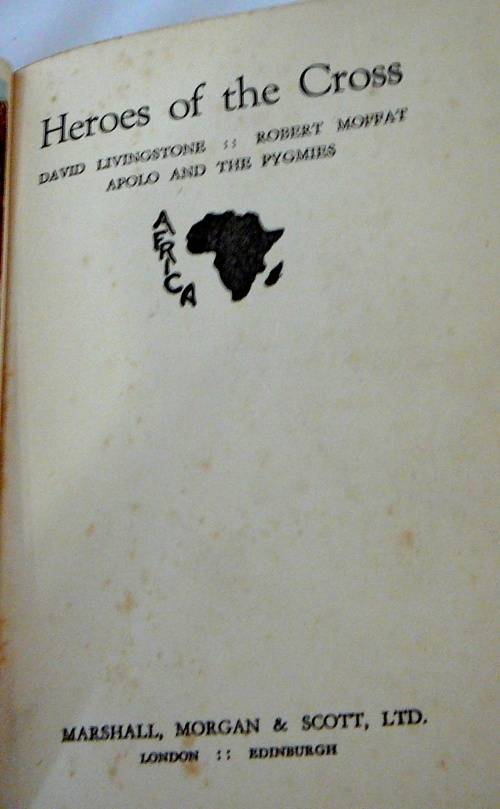 Heroes of the Cross
DAVID LIVINGSTONE :: ROBERT MOFFAT
APOLO AND THE PYGMIES
AFRICA
MARSHALL, MORGAN & SCOTT, LTD.
LONDON :: EDINBURGH